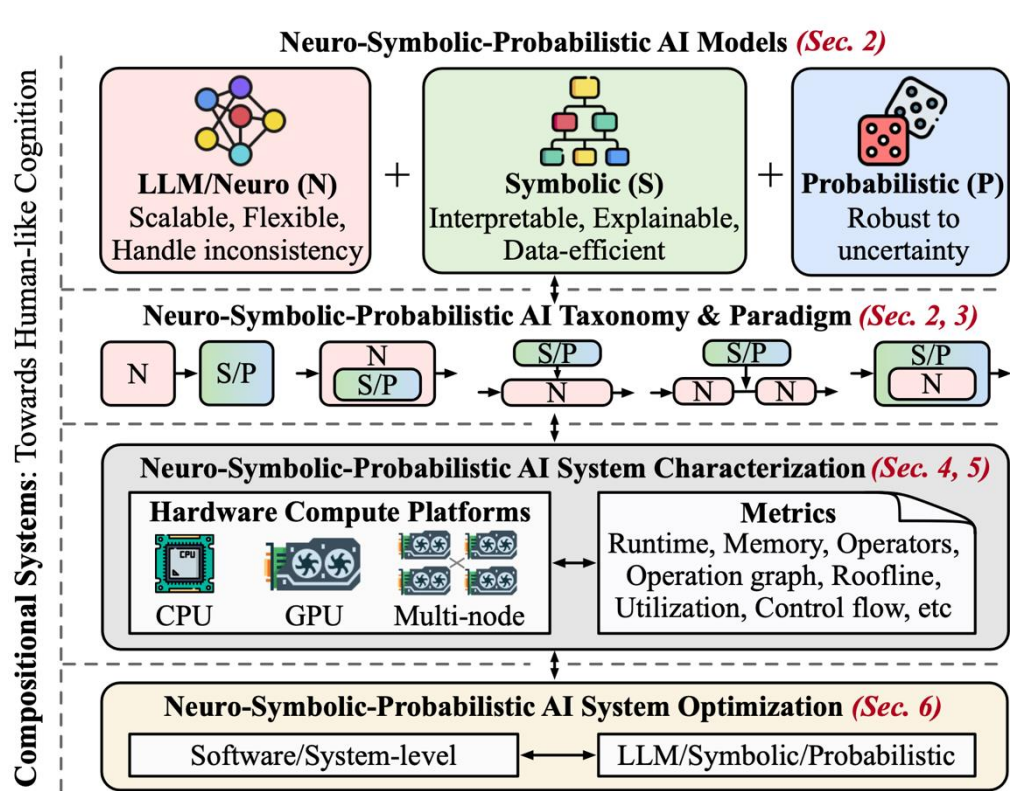 Compositional Systems: Towards Human-like Cognition
Neuro-Symbolic-Probabilistic AI Models (Sec. 2)
LLM/Neuro (N)
Scalable, Flexible,
Handle inconsistency
+
Symbolic (S)
Interpretable, Explainable,
Data-efficient
+
Probabilistic (P)
Robust to
uncertainty
Neuro-Symbolic-Probabilistic AI Taxonomy & Paradigm (Sec. 2, 3)
N
S/P
N
S/P
S/P
N
S/P
N
N
S/P
N
Neuro-Symbolic-Probabilistic AI System Characterization (Sec. 4, 5)
Hardware Compute Platforms
CPU
CPU
GPU
Multi-node
Metrics
Runtime, Memory, Operators,
Operation graph, Roofline,
Utilization, Control flow, etc
Neuro-Symbolic-Probabilistic AI System Optimization (Sec. 6)
Software/System-level
LLM/Symbolic/Probabilistic